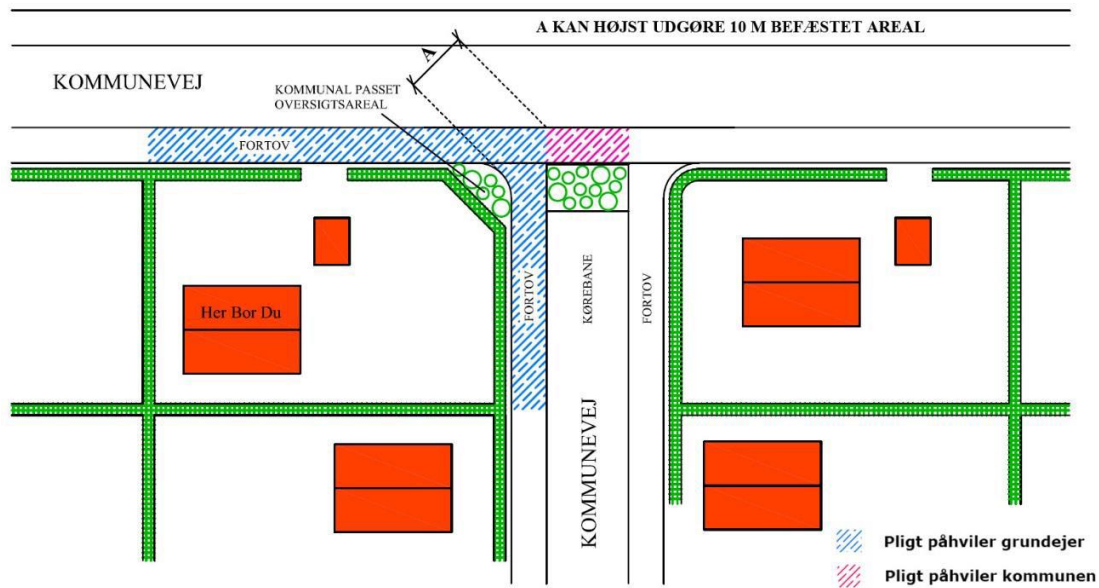 A KAN HØJST UDGØRE 10 M BEFÆSTET AREAL
A
KOMMUNEVEJ
KOMMUNAL PASSET
OVERSIGTSAREAL
FORTOV
FORTOV
KØREBANE
FORTOV
Her Bor Du
KOMMUNEVEJ
Pligt påhviler grundejer
Pligt påhviler kommunen